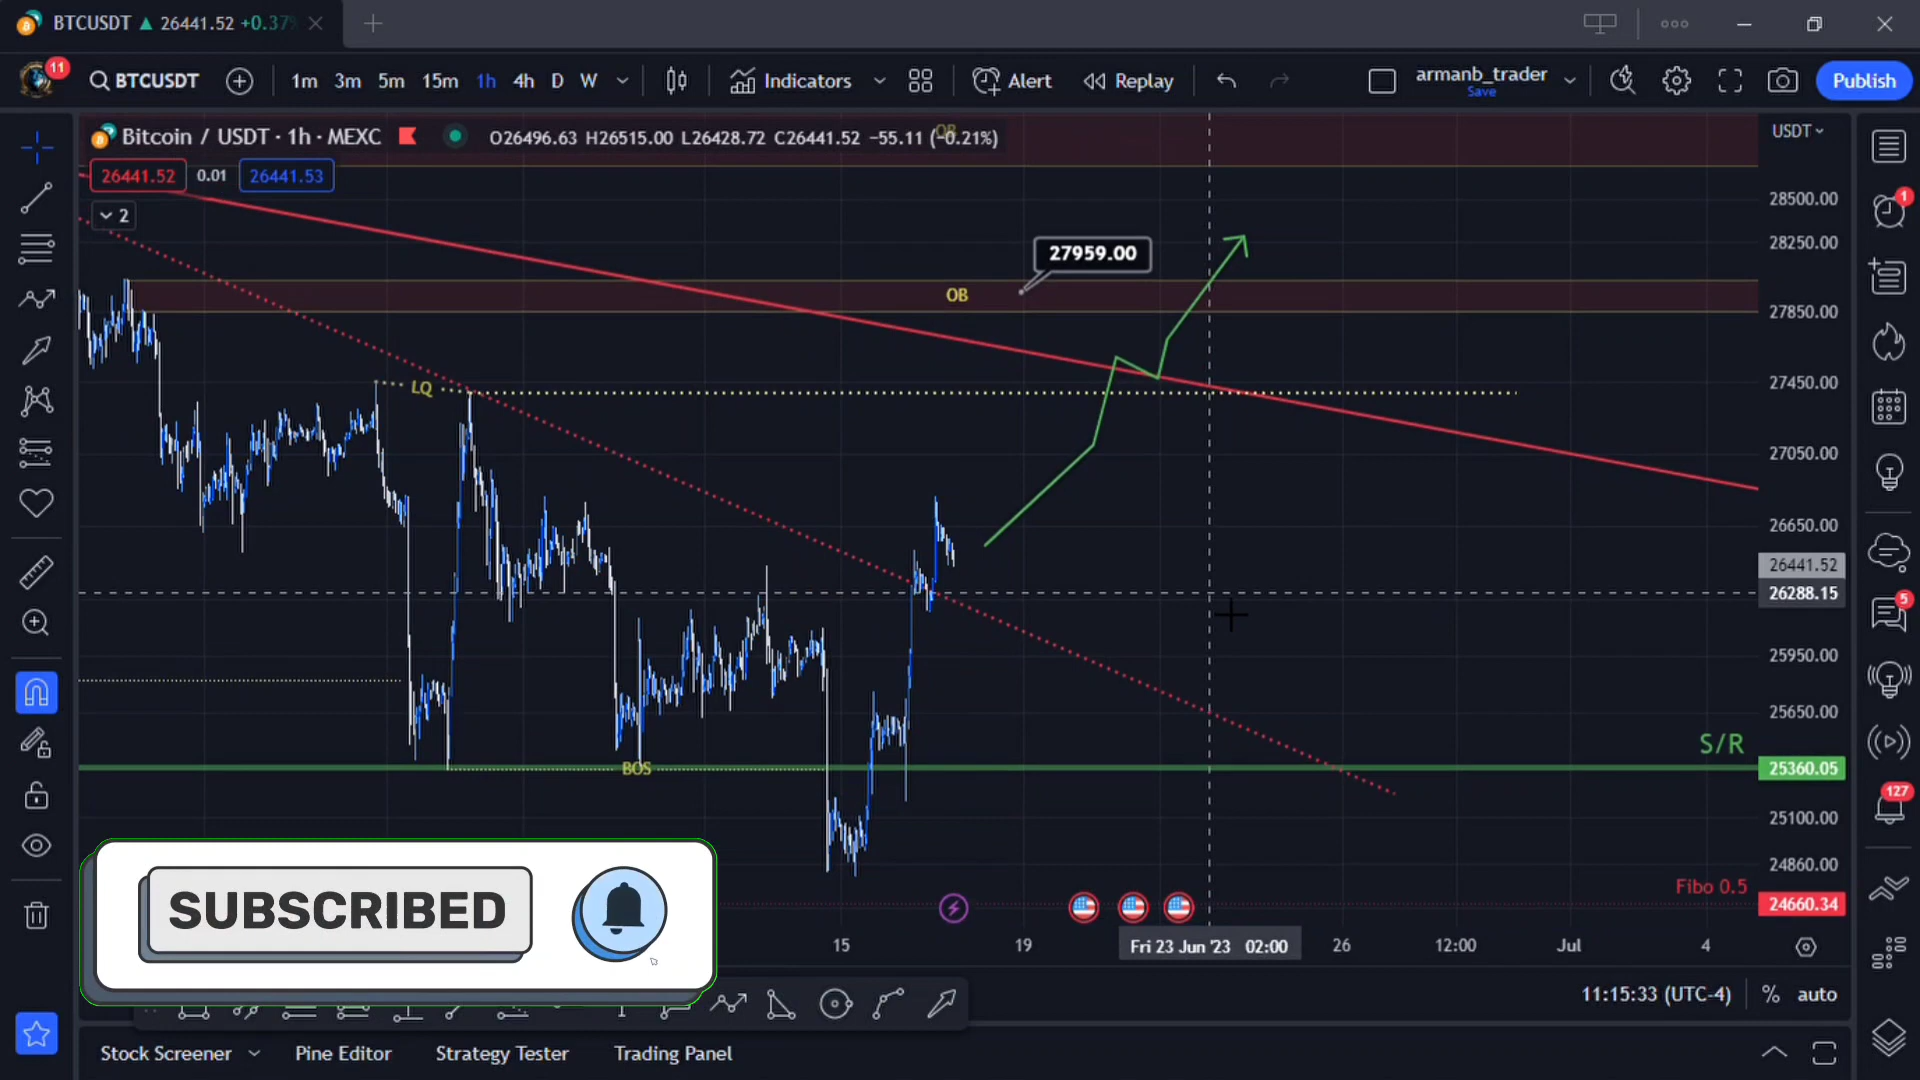 BTCUSDT ▲ 26441.52 +0.37%
11
BTCUSDT 1m 3m 5m 15m 1h 4h D W Indicators Alert Replay armanb_trader Save Publish
Bitcoin / USDT · 1h · MEXC O26496.63 H26515.00 L26428.72 C26441.52 −55.11 (−0.21%)
OB
USDT
26441.52 0.01 26441.53
2
28500.00
1
28250.00
27959.00
OB
27850.00
LQ
27450.00
27050.00
26650.00
26441.52
26288.15
5
25950.00
25650.00
S/R
BOS
25360.05
127
25100.00
24860.00
Fibo 0.5
24660.34
SUBSCRIBED
15 19 Fri 23 Jun '23 02:00 26 12:00 Jul 4
11:15:33 (UTC-4) % auto
Stock Screener Pine Editor Strategy Tester Trading Panel